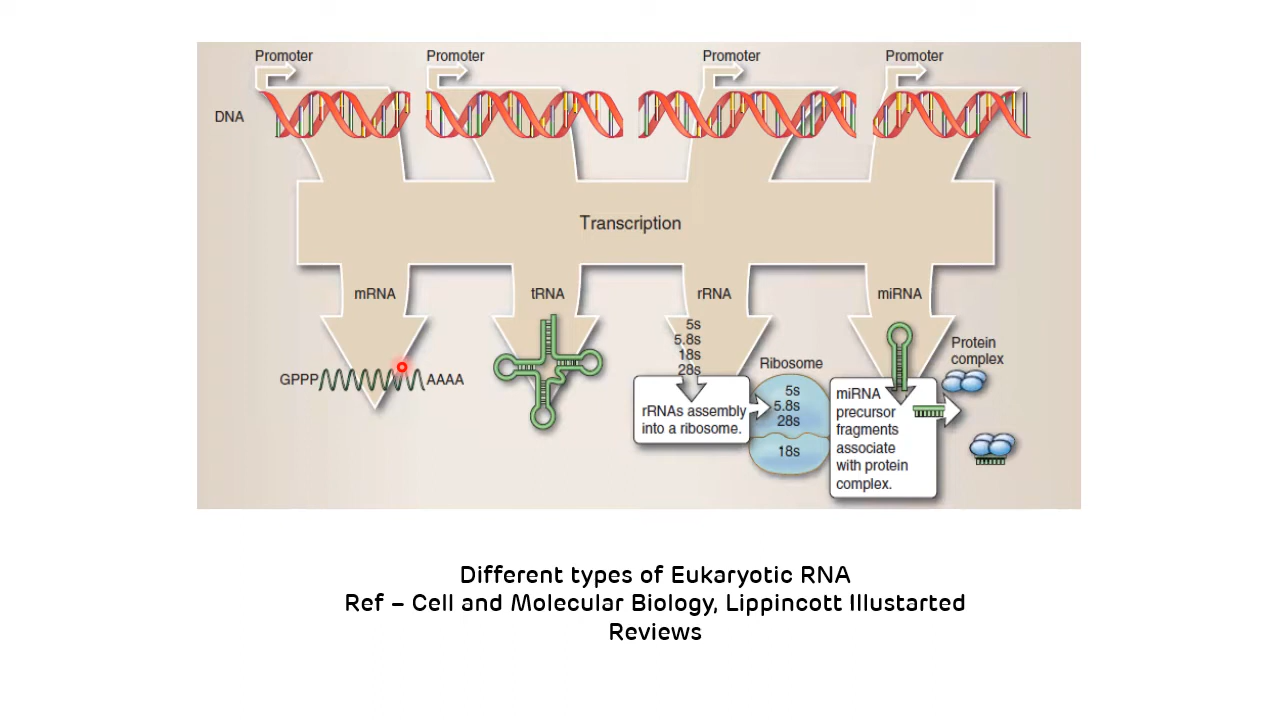 Promoter
Promoter
Promoter
Promoter
DNA
Transcription
mRNA
tRNA
rRNA
miRNA
GPPP
AAAA
5s
5.8s
18s
28s
rRNAs assembly
into a ribosome.
Ribosome
5s
5.8s
28s
18s
miRNA
precursor
fragments
associate
with protein
complex.
Protein
complex
Different types of Eukaryotic RNA
Ref – Cell and Molecular Biology, Lippincott Illustarted
Reviews